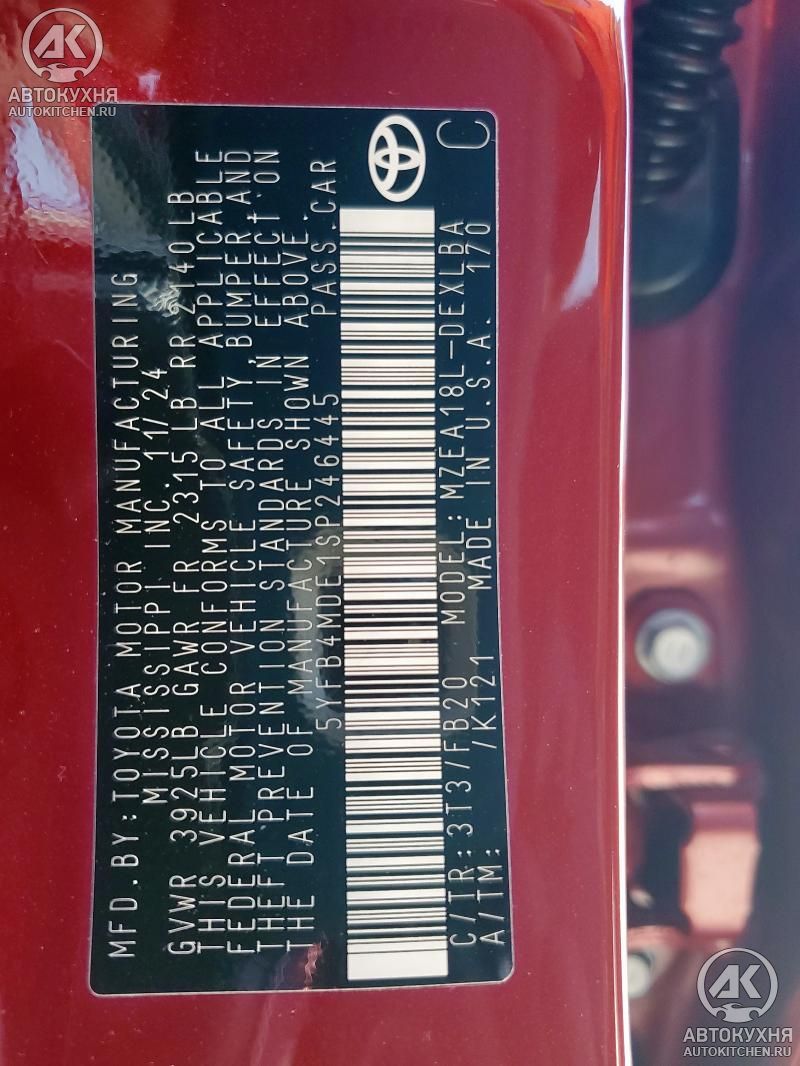 АВТОКУХНЯ
AUTOKITCHEN.RU
MFD.BY:TOYOTA MOTOR MANUFACTURING
MISSISSIPPI INC. 11/24
GVWR 3925LB GAWR FR 2315 LB RR 2140LB
THIS VEHICLE CONFORMS TO ALL APPLICABLE
FEDERAL MOTOR VEHICLE SAFETY, BUMPER AND
THEFT PREVENTION STANDARDS IN EFFECT ON
THE DATE OF MANUFACTURE SHOWN ABOVE.
5YFB4MDE1SP246445 PASS.CAR
C/TR:3T3/FB20 MODEL:MZEA18L-DEXLBA C
A/TM: /K121 MADE IN U.S.A. 170
АВТОКУХНЯ
AUTOKITCHEN.RU